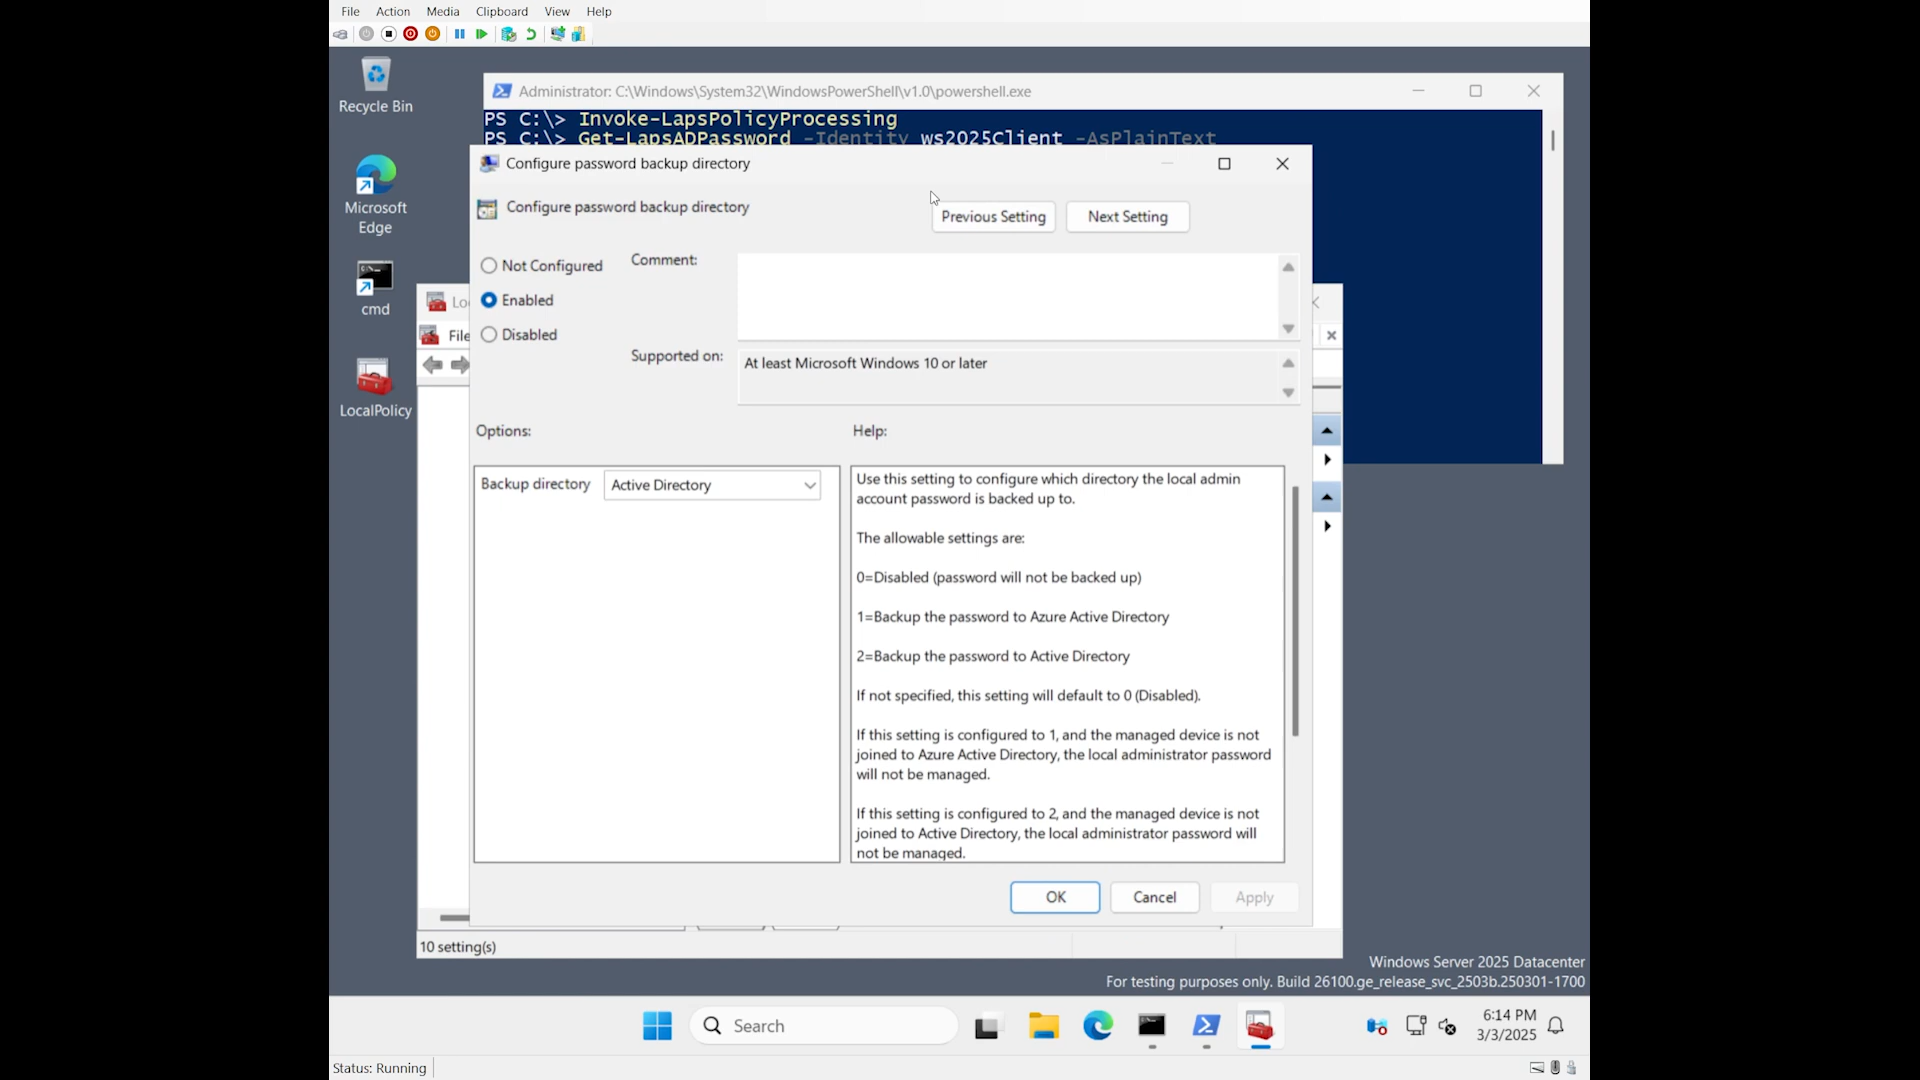 File Action Media Clipboard View Help
Recycle Bin
Microsoft
Edge
cmd
LocalPolicy
Administrator: C:\Windows\System32\WindowsPowerShell\v1.0\powershell.exe
PS C:\> Invoke-LapsPolicyProcessing
PS C:\> Get-LapsADPassword -Identity ws2025Client -AsPlainText
Configure password backup directory
Configure password backup directory
Previous Setting Next Setting
Not Configured
Enabled
Disabled
Comment:
Supported on:
At least Microsoft Windows 10 or later
File
Options:
Help:
Backup directory Active Directory
Use this setting to configure which directory the local admin
account password is backed up to.
The allowable settings are:
0=Disabled (password will not be backed up)
1=Backup the password to Azure Active Directory
2=Backup the password to Active Directory
If not specified, this setting will default to 0 (Disabled).
If this setting is configured to 1, and the managed device is not
joined to Azure Active Directory, the local administrator password
will not be managed.
If this setting is configured to 2, and the managed device is not
joined to Active Directory, the local administrator password will
not be managed.
OK Cancel Apply
10 setting(s)
Windows Server 2025 Datacenter
For testing purposes only. Build 26100.ge_release_svc_2503b.250301-1700
Search
6:14 PM
3/3/2025
Status: Running